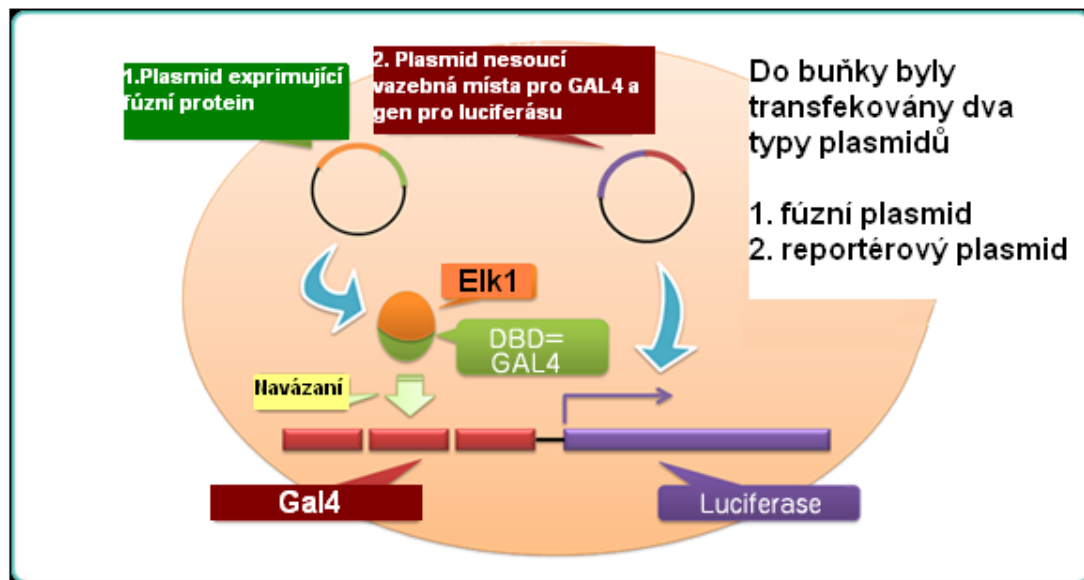 1.Plasmid exprimující
fúzní protein
2. Plasmid nesoucí
vazebná místa pro GAL4 a
gen pro luciferásu
Do buňky byly
transfekovány dva
typy plasmidů
1. fúzní plasmid
2. reportérový plasmid
Elk1
DBD=
GAL4
Navázaní
Gal4
Luciferase